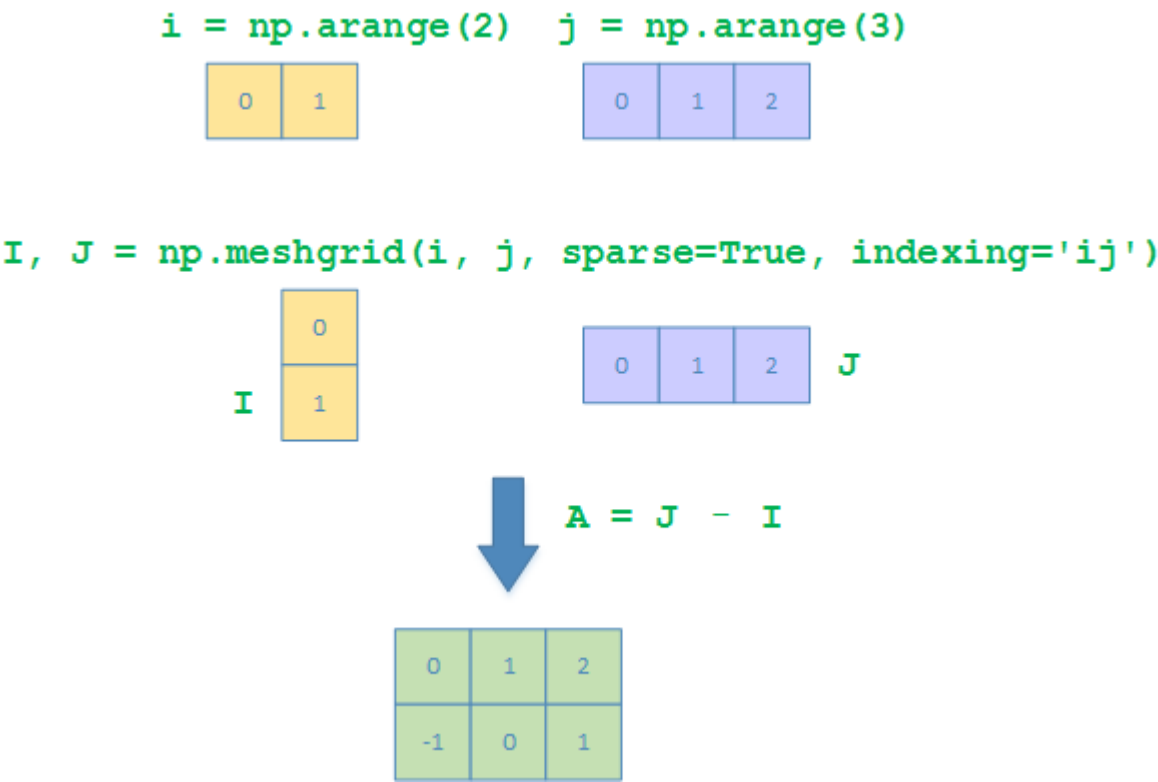 i = np.arange(2) j = np.arange(3)
0 1 0 1 2
I, J = np.meshgrid(i, j, sparse=True, indexing='ij')
0
0 1 2 J
I 1
A = J – I
0 1 2
-1 0 1